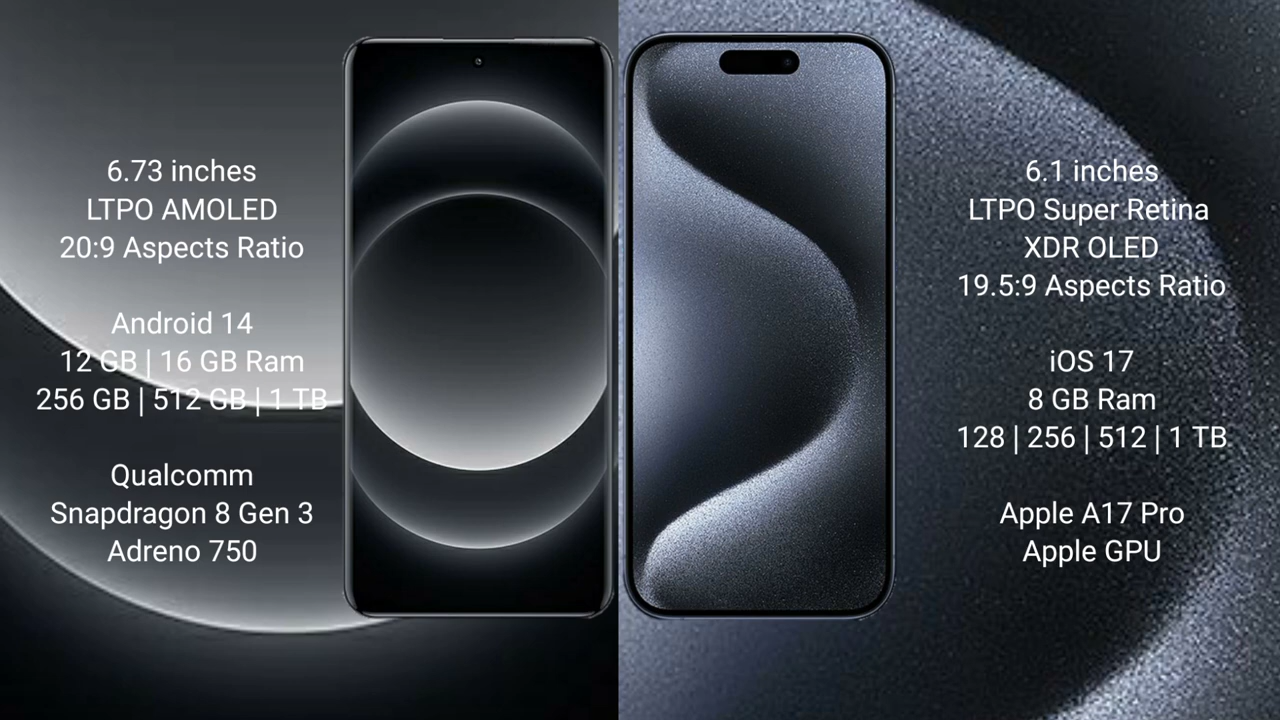 6.73 inches
LTPO AMOLED
20:9 Aspects Ratio
Android 14
12 GB | 16 GB Ram
256 GB | 512 GB | 1 TB
Qualcomm
Snapdragon 8 Gen 3
Adreno 750
6.1 inches
LTPO Super Retina
XDR OLED
19.5:9 Aspects Ratio
iOS 17
8 GB Ram
128 | 256 | 512 | 1 TB
Apple A17 Pro
Apple GPU